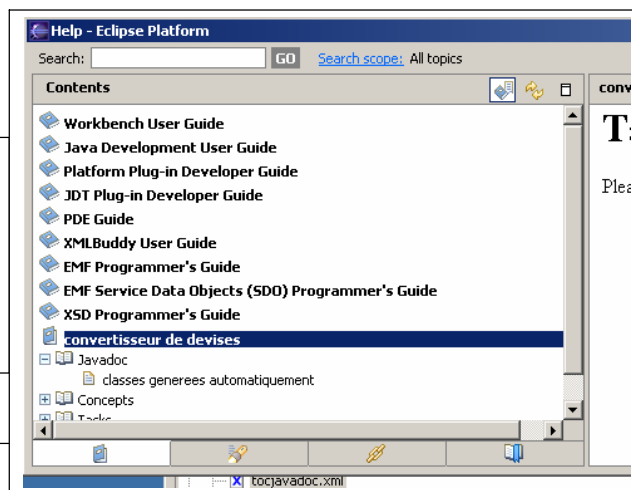 Help - Eclipse Platform
Search: GO Search scope: All topics
Contents
conv
Workbench User Guide
Java Development User Guide
Platform Plug-in Developer Guide
JDT Plug-in Developer Guide
PDE Guide
XMLBuddy User Guide
EMF Programmer's Guide
EMF Service Data Objects (SDO) Programmer's Guide
XSD Programmer's Guide
convertisseur de devises
Javadoc
classes generees automatiquement
Concepts
Tasks
Plea
tocjavadoc.xml